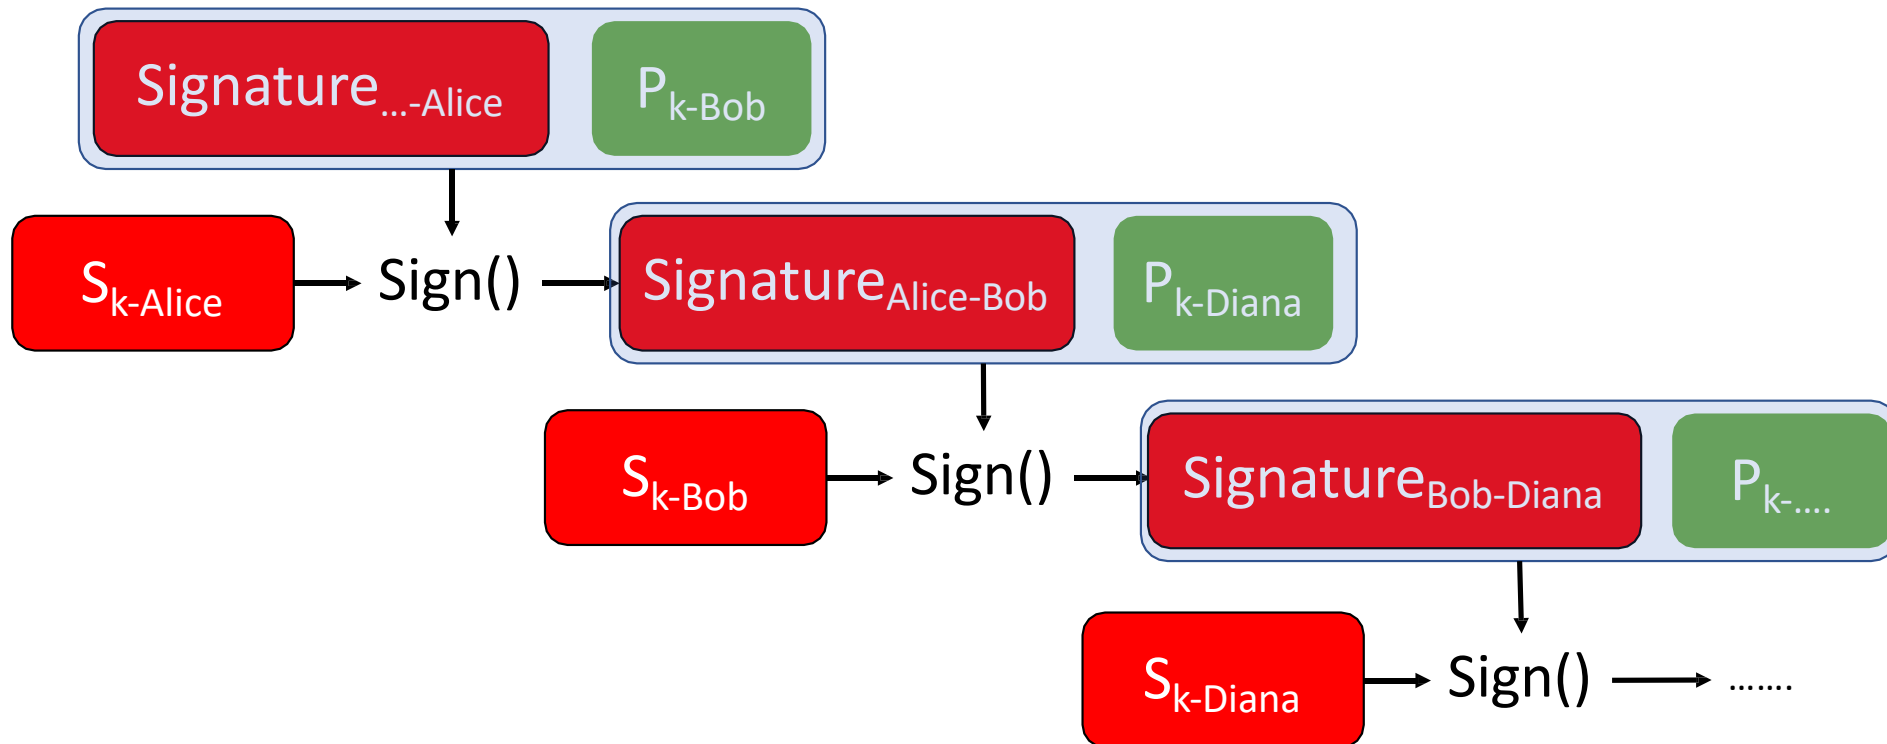 Signature…-Alice Pk-Bob
Sk-Alice Sign() SignatureAlice-Bob Pk-Diana
Sk-Bob Sign() SignatureBob-Diana Pk-….
Sk-Diana Sign() …….